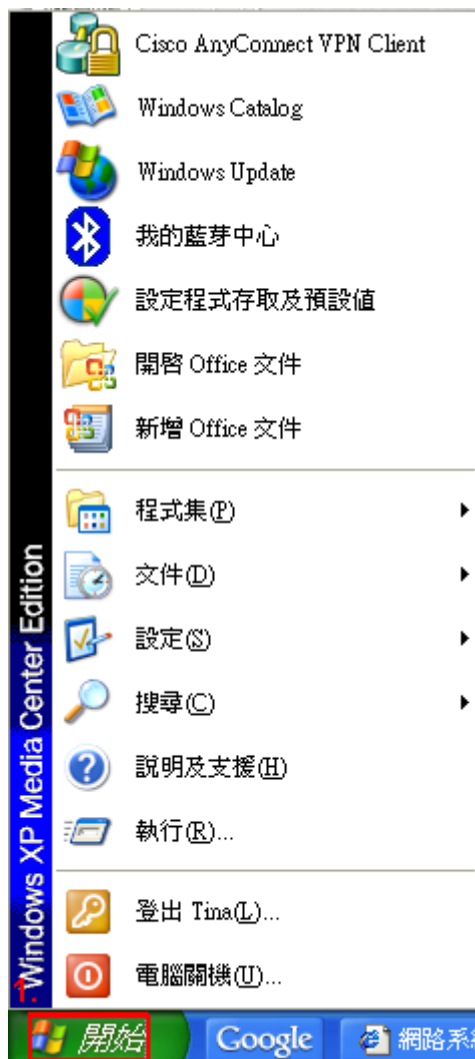 Cisco AnyConnect VPN Client
Windows Catalog
Windows Update
我的藍芽中心
設定程式存取及預設值
開啓 Office 文件
新增 Office 文件
程式集(P)
文件(D)
設定(S)
搜尋(C)
說明及支援(H)
執行(R)...
登出 Tina(L)...
電腦關機(U)...
Windows XP Media Center Edition
1.
開始
Google
網路系